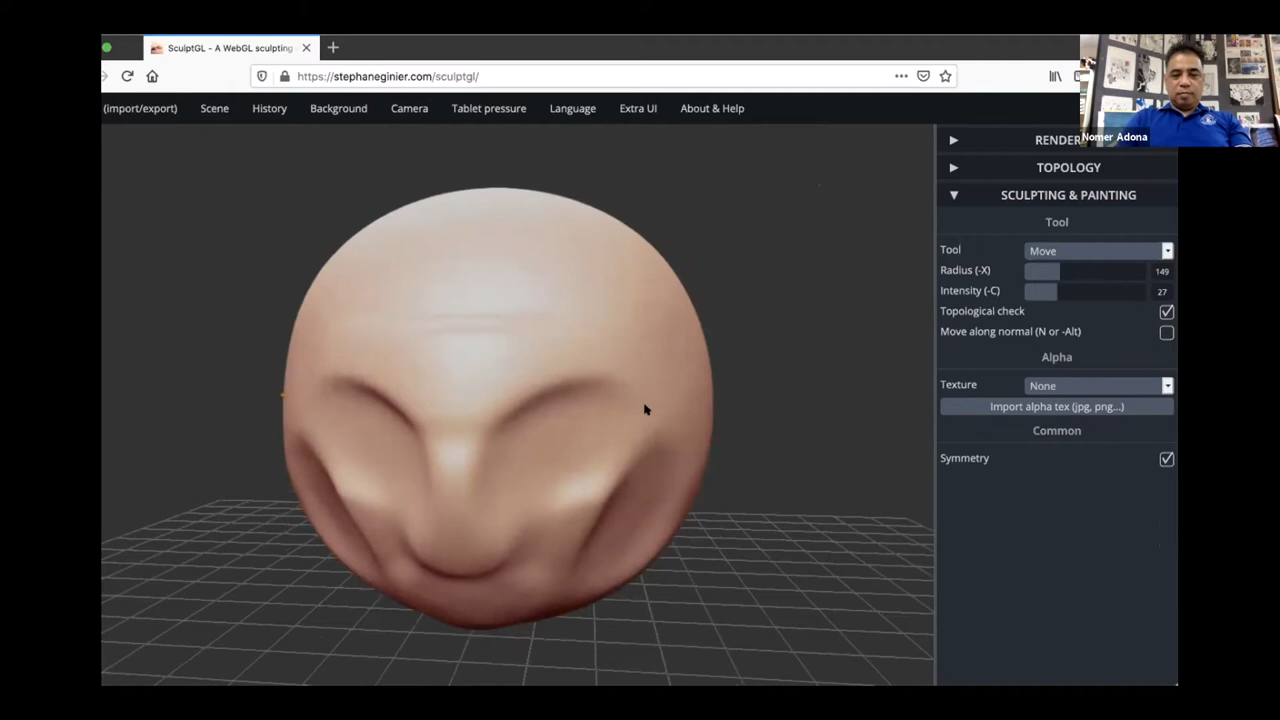 SculptGL - A WebGL sculpting
https://stephaneginier.com/sculptgl/
(import/export) Scene History Background Camera Tablet pressure Language Extra UI About & Help
Nomer Adona
RENDER
TOPOLOGY
SCULPTING & PAINTING
Tool
Tool Move
Radius (-X) 149
Intensity (-C) 27
Topological check
Move along normal (N or -Alt)
Alpha
Texture None
Import alpha tex (jpg, png...)
Common
Symmetry